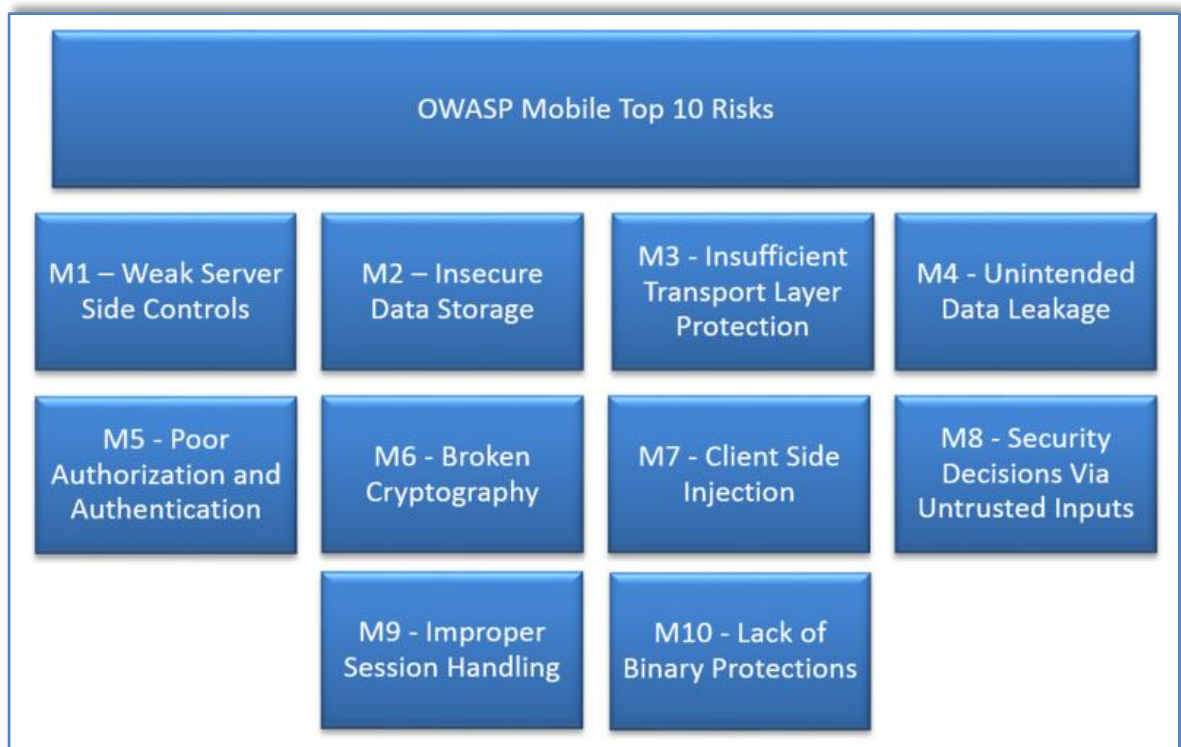 OWASP Mobile Top 10 Risks
M1 – Weak Server
Side Controls
M2 – Insecure
Data Storage
M3 - Insufficient
Transport Layer
Protection
M4 - Unintended
Data Leakage
M5 - Poor
Authorization and
Authentication
M6 - Broken
Cryptography
M7 - Client Side
Injection
M8 - Security
Decisions Via
Untrusted Inputs
M9 - Improper
Session Handling
M10 - Lack of
Binary Protections